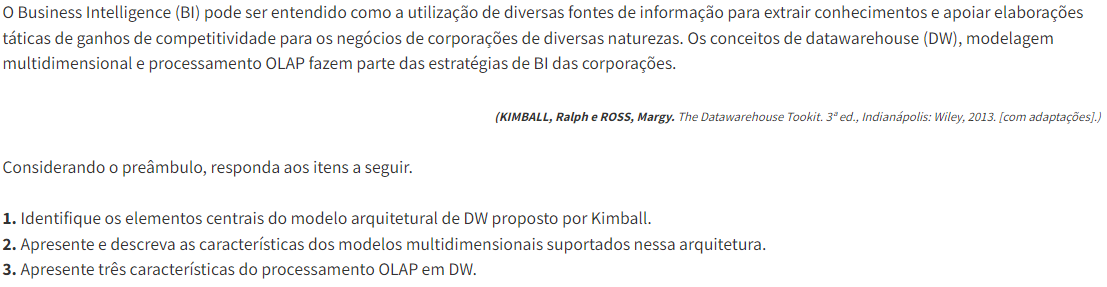 O Business Intelligence (BI) pode ser entendido como a utilização de diversas fontes de informação para extrair conhecimentos e apoiar elaborações
táticas de ganhos de competitividade para os negócios de corporações de diversas naturezas. Os conceitos de datawarehouse (DW), modelagem
multidimensional e processamento OLAP fazem parte das estratégias de BI das corporações.
(KIMBALL, Ralph e ROSS, Margy. The Datawarehouse Tookit. 3ª ed., Indianápolis: Wiley, 2013. [com adaptações].)
Considerando o preâmbulo, responda aos itens a seguir.
1. Identifique os elementos centrais do modelo arquitetural de DW proposto por Kimball.
2. Apresente e descreva as características dos modelos multidimensionais suportados nessa arquitetura.
3. Apresente três características do processamento OLAP em DW.